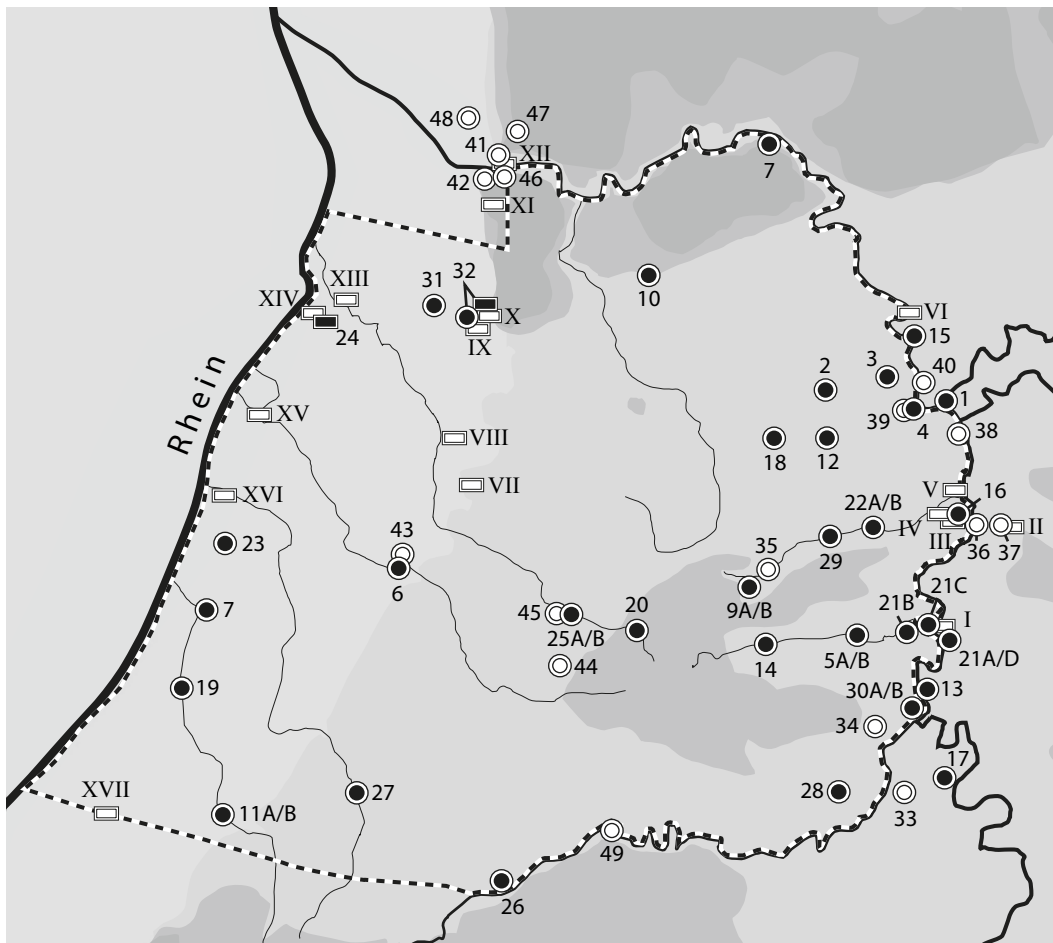 48
47
41
XII
42
46
7
XI
XIII
31
32
10
XIV
X
VI
24
IX
15
Rhein
3
40
2
1
39
4
XV
38
VIII
18
12
VII
V
16
XVI
22A/B
IV
II
III
43
23
29
36
37
35
6
21C
9A/B
21B
45
20
I
7
25A/B
5A/B
21A/D
14
44
30A/B
13
19
34
17
XVII
27
28
11A/B
33
49
26